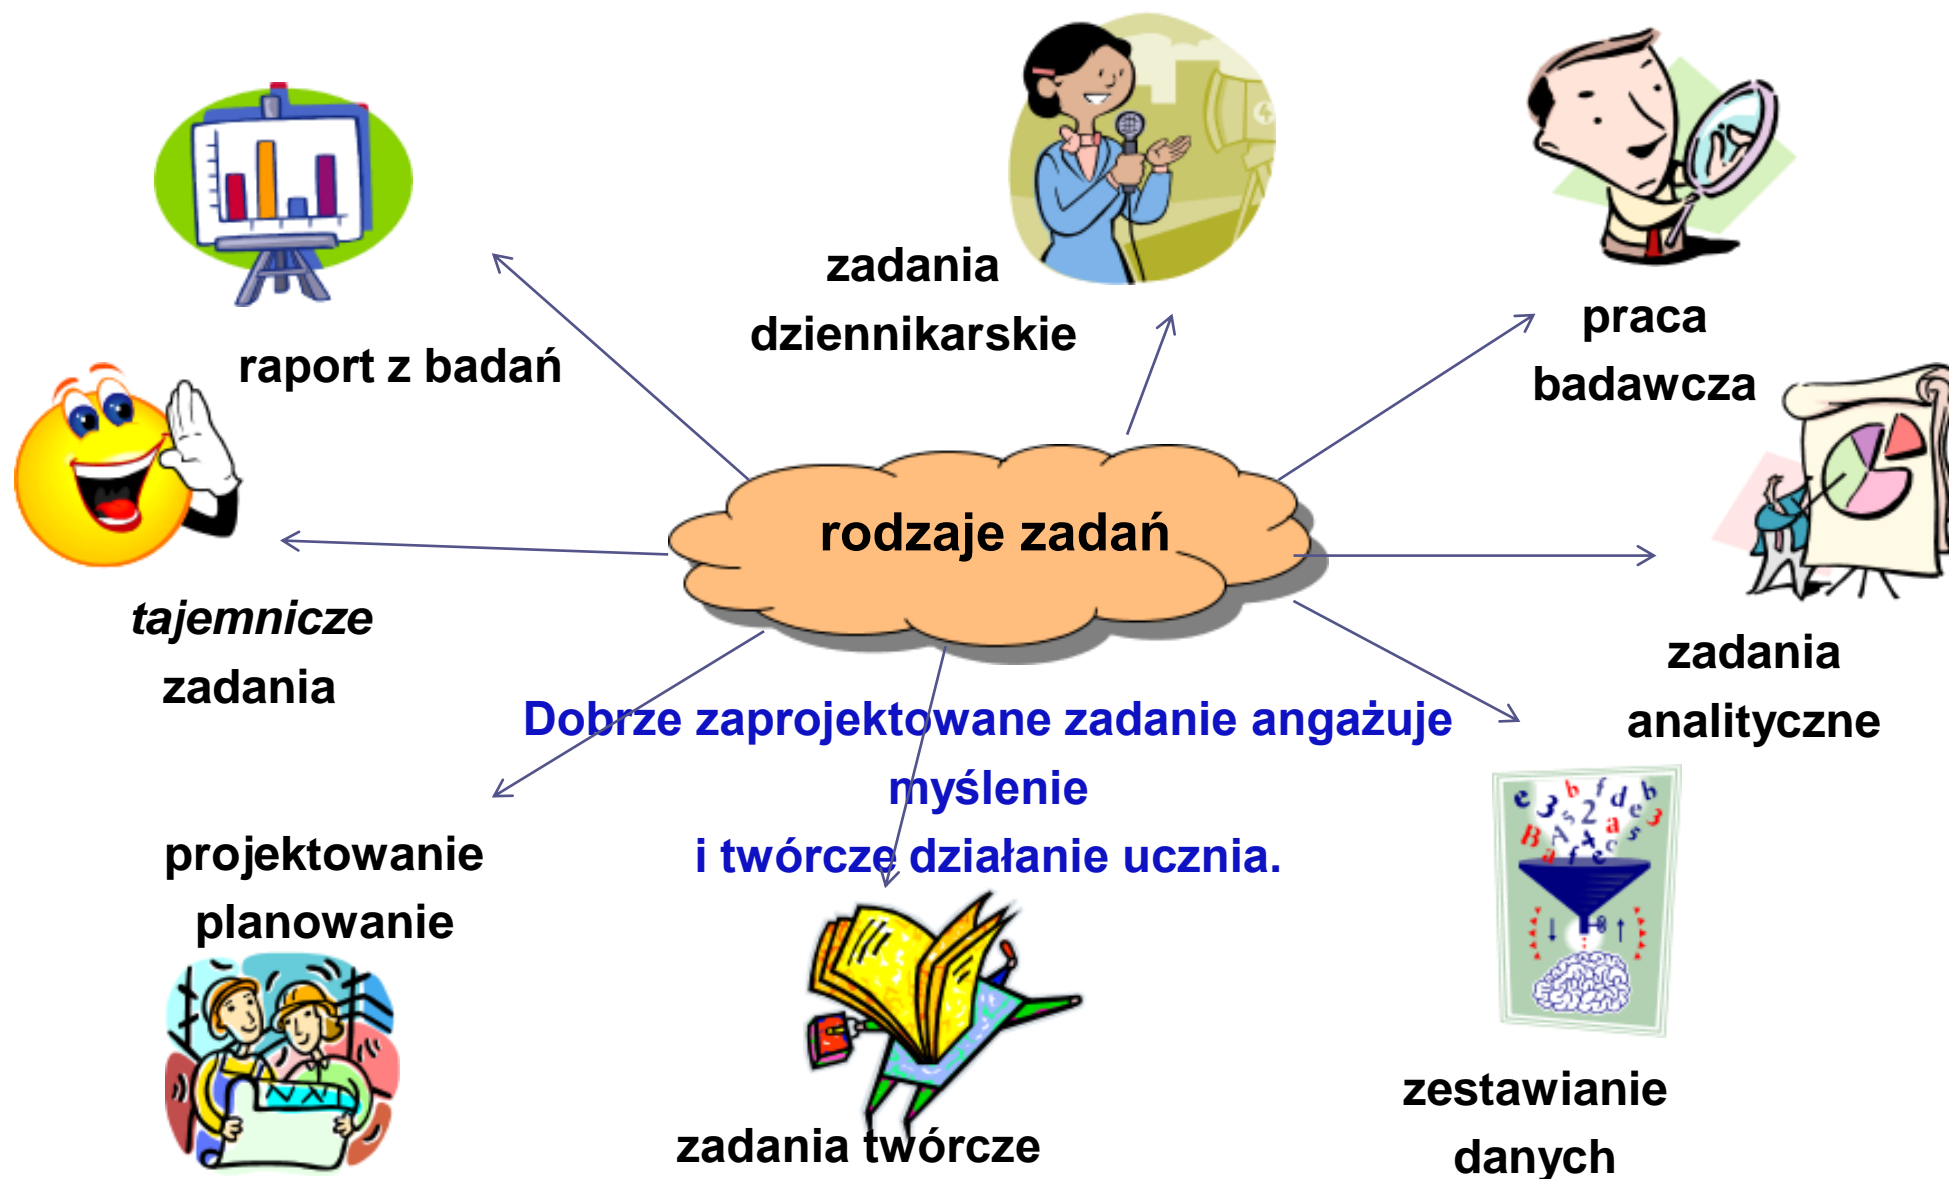 zadania
dziennikarskie
praca
badawcza
raport z badań
rodzaje zadań
tajemnicze
zadania
zadania
analityczne
Dobrze zaprojektowane zadanie angażuje
myślenie
i twórcze działanie ucznia.
projektowanie
planowanie
zadania twórcze
zestawianie
danych